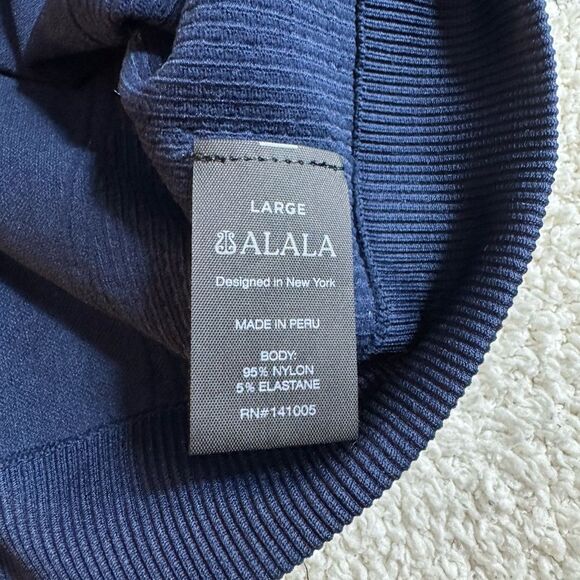 LARGE
ALALA
Designed in New York
MADE IN PERU
BODY:
95% NYLON
5% ELASTANE
RN#141005